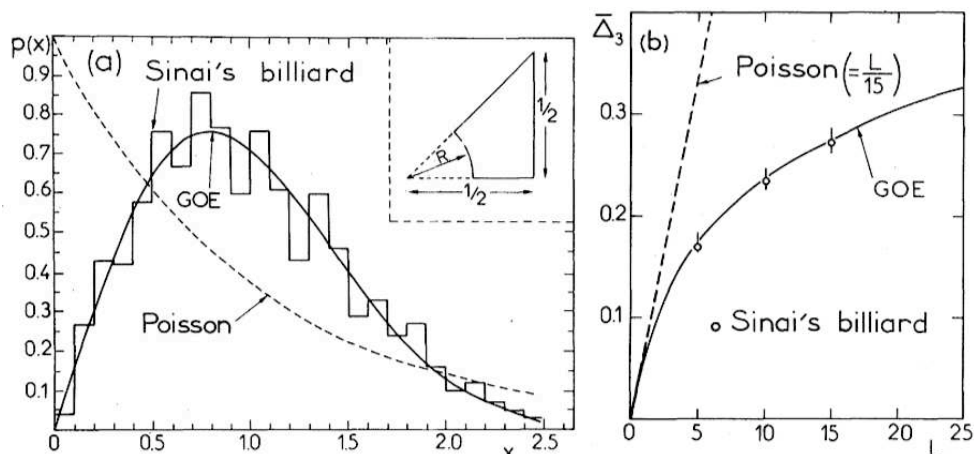 p(x)
(a)
Sinai's billiard
GOE
Poisson
R
1/2
1/2
0.9
0.8
0.7
0.6
0.5
0.4
0.3
0.2
0.1
0 0.5 1.0 1.5 2.0 2.5
x
Δ̅₃
(b)
Poisson (= L/15)
GOE
Sinai's billiard
0.3
0.2
0.1
0 5 10 15 20 25
L